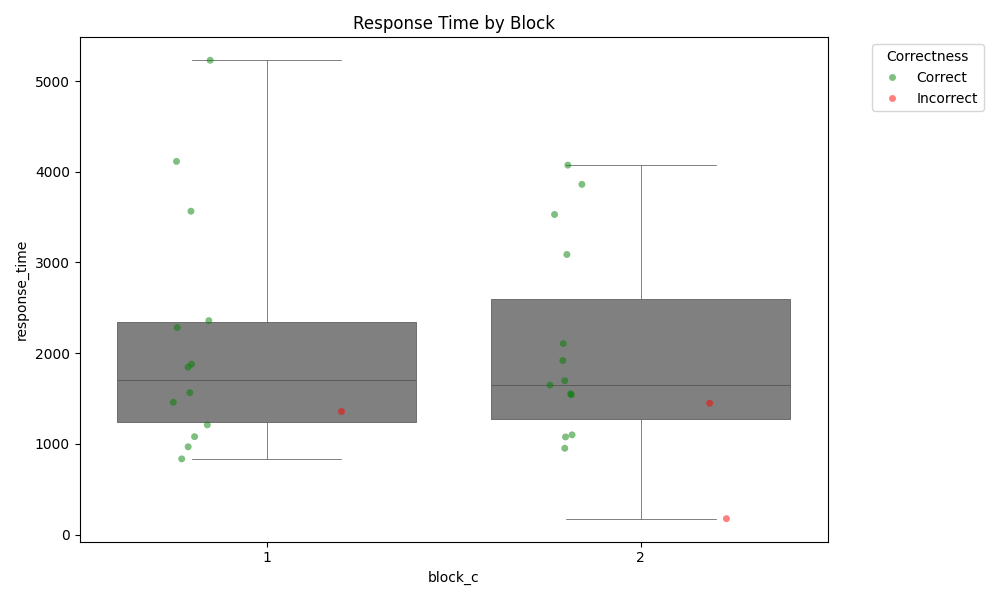 Response Time by Block
Correctness
Correct
Incorrect
5000
4000
3000
2000
1000
0
response_time
1
2
block_c